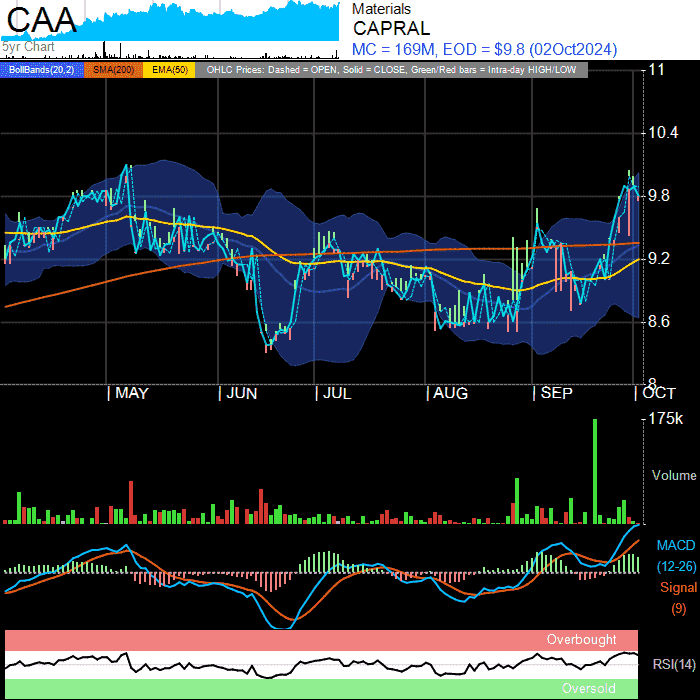 CAA
5yr Chart
Materials
CAPRAL
MC = 169M, EOD = $9.8 (02Oct2024)
BollBands(20,2) SMA(200) EMA(50) OHLC Prices: Dashed = OPEN, Solid = CLOSE, Green/Red bars = Intra-day HIGH/LOW
11
10.4
9.8
9.2
8.6
8
MAY JUN JUL AUG SEP OCT
175k
Volume
MACD
(12-26)
Signal
(9)
Overbought
RSI(14)
Oversold